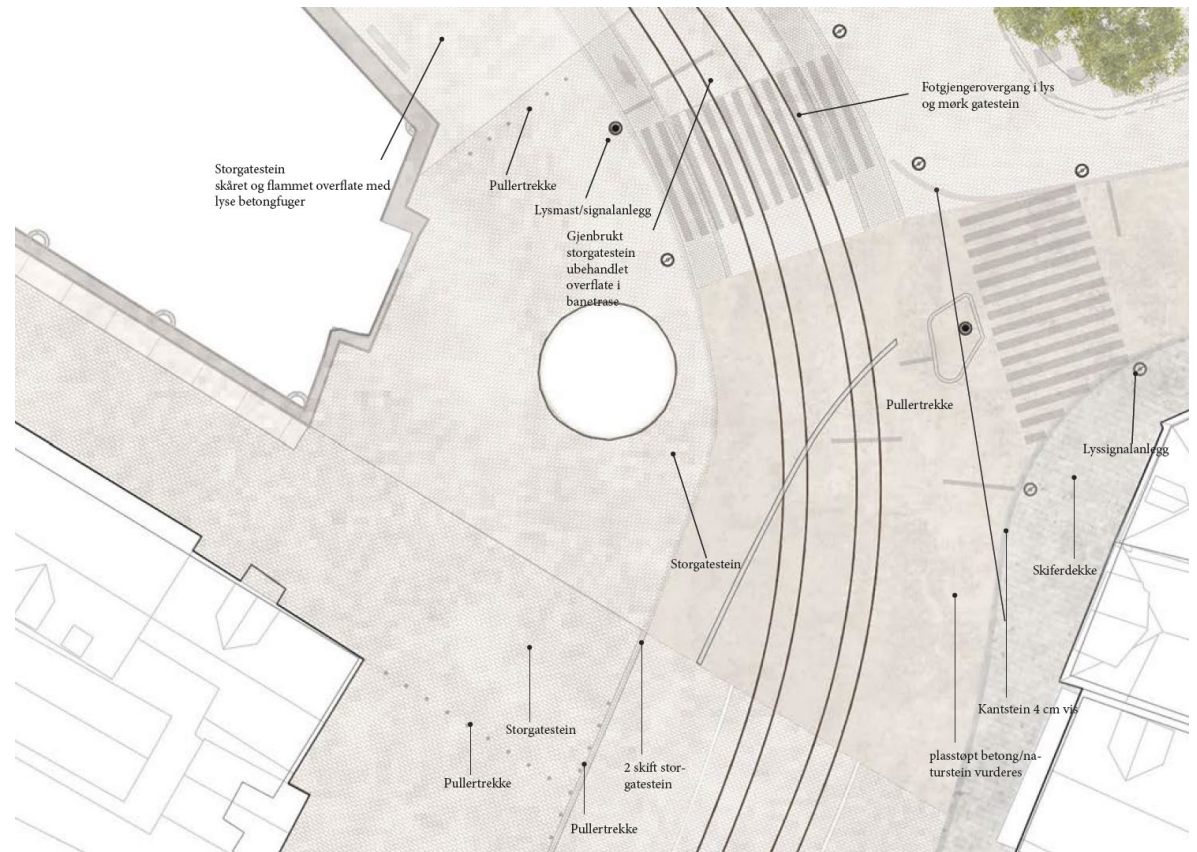 Fotgjengerovergang i lys
og mørk gatestein
Storgatestein
skåret og flammet overflate med
lyse betongfuger
Pullertrekke
Lysmast/signalanlegg
Gjenbrukt
storgatestein
ubehandlet
overflate i
banetrase
Pullertrekke
Lyssignalanlegg
Storgatestein
Skiferdekke
Kantstein 4 cm vis
Storgatestein
2 skift stor-
gatestein
plasstøpt betong/na-
turstein vurderes
Pullertrekke
Pullertrekke